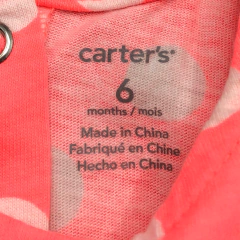 carter's
6
months / mois
Made in China
Fabriqué en Chine
Hecho en China